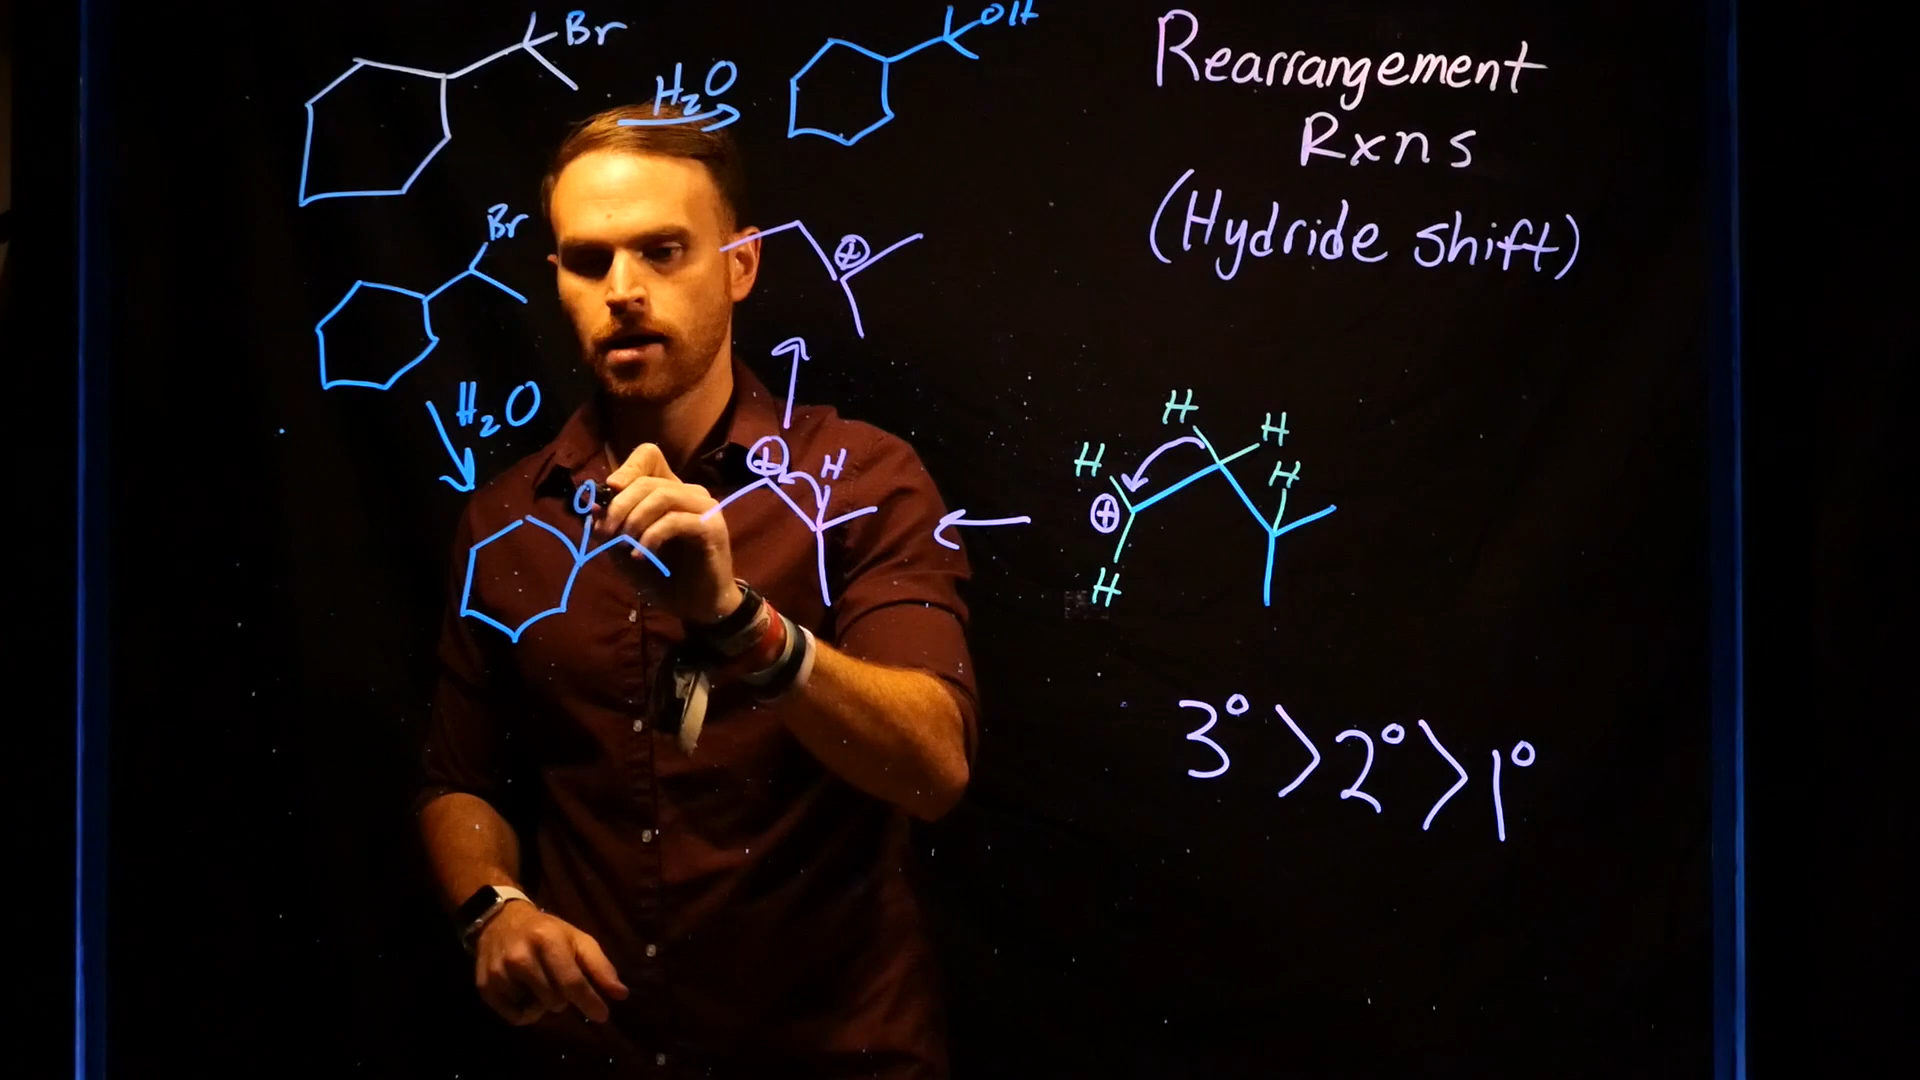 Br
H₂O
OH
Rearrangement
Rxns
(Hydride shift)
Br
H₂O
O
⊕
⊕
H
H
H
H
H
⊕
H
3° > 2° > 1°